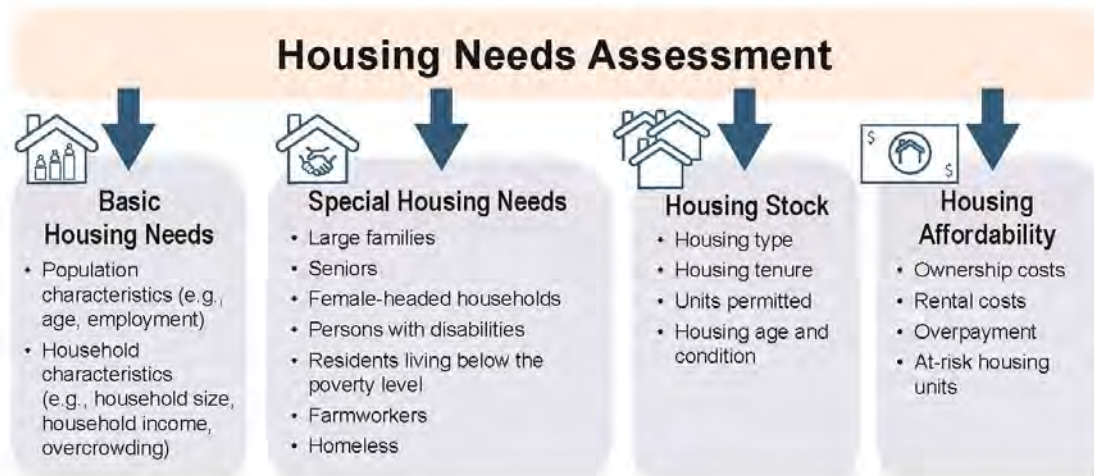 Housing Needs Assessment
Basic
Housing Needs
• Population
characteristics (e.g.,
age, employment)
• Household
characteristics
(e.g., household size,
household income,
overcrowding)
Special Housing Needs
• Large families
• Seniors
• Female-headed households
• Persons with disabilities
• Residents living below the
poverty level
• Farmworkers
• Homeless
Housing Stock
• Housing type
• Housing tenure
• Units permitted
• Housing age and
condition
$
$
Housing
Affordability
• Ownership costs
• Rental costs
• Overpayment
• At-risk housing
units